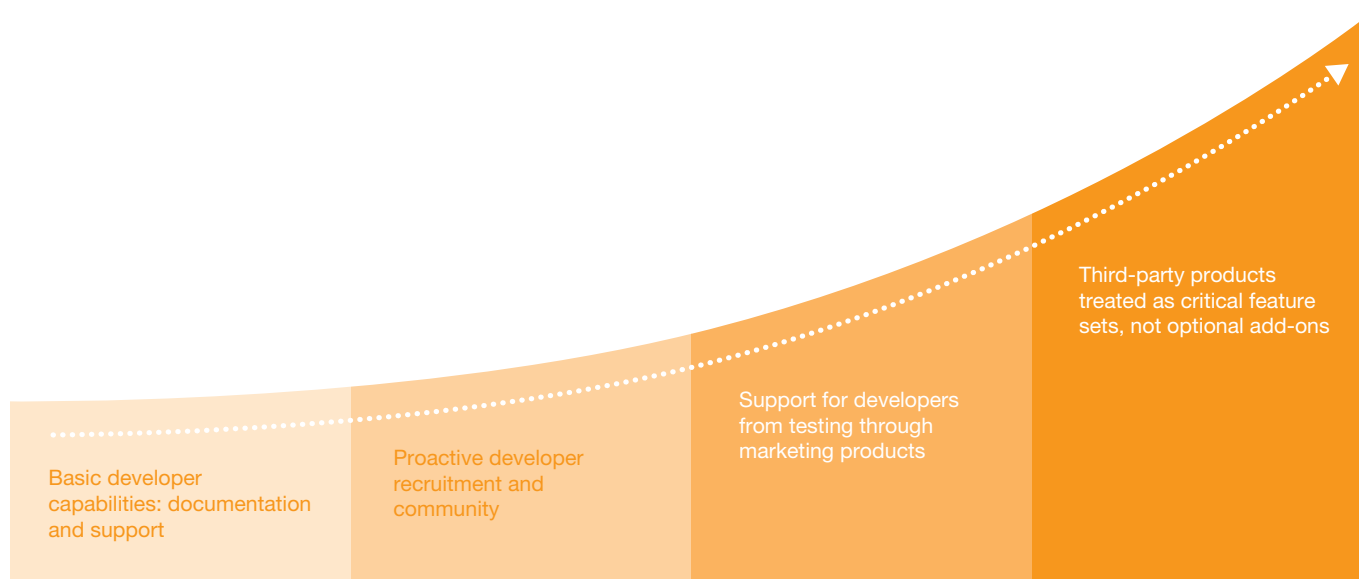 Basic developer
capabilities: documentation
and support
Proactive developer
recruitment and
community
Support for developers
from testing through
marketing products
Third-party products
treated as critical feature
sets, not optional add-ons